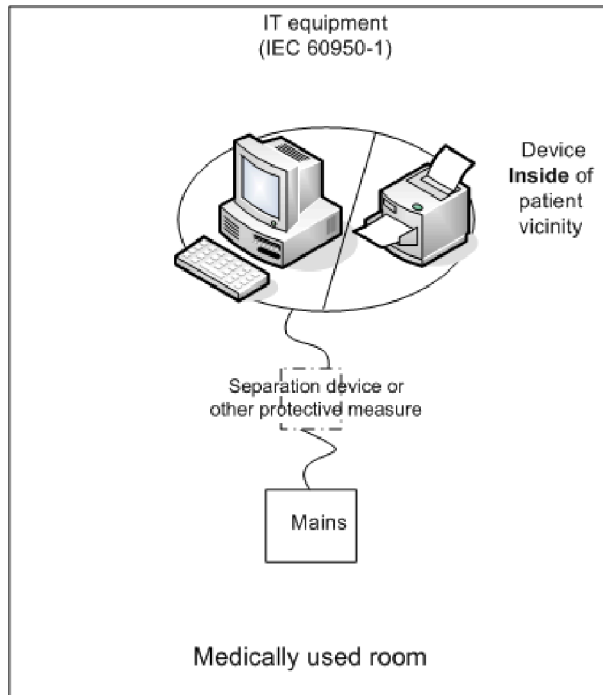 IT equipment
(IEC 60950-1)
Device
Inside of
patient
vicinity
Separation device or
other protective measure
Mains
Medically used room